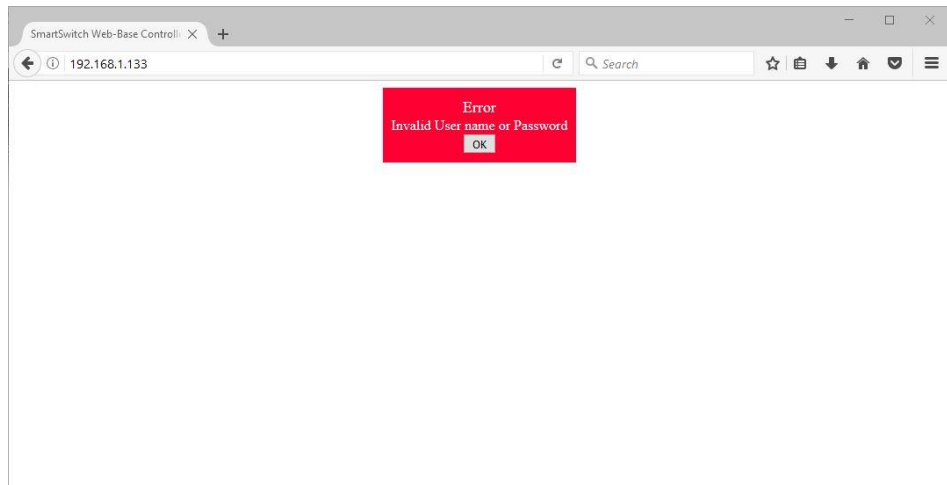 SmartSwitch Web-Base Controll
192.168.1.133
Search
Error
Invalid User name or Password
OK